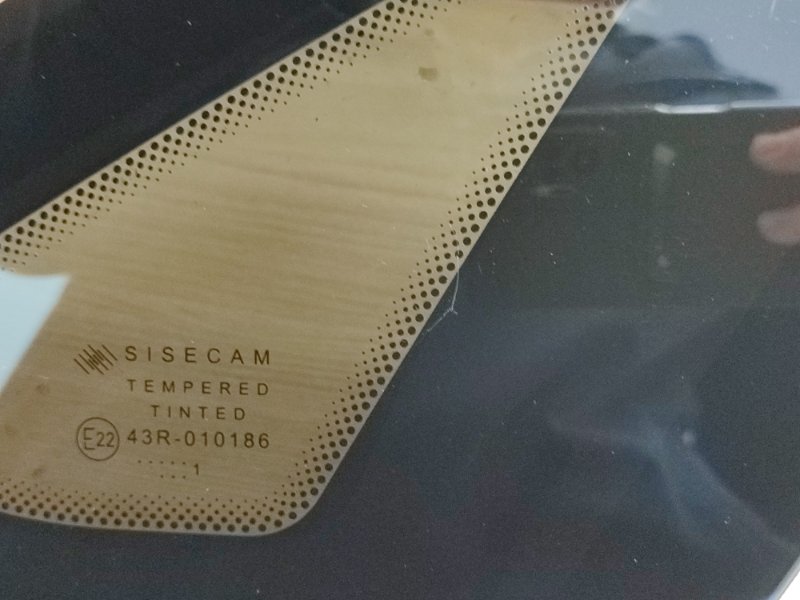 SISECAM
TEMPERED
TINTED
E22 43R-010186
..... 1
...